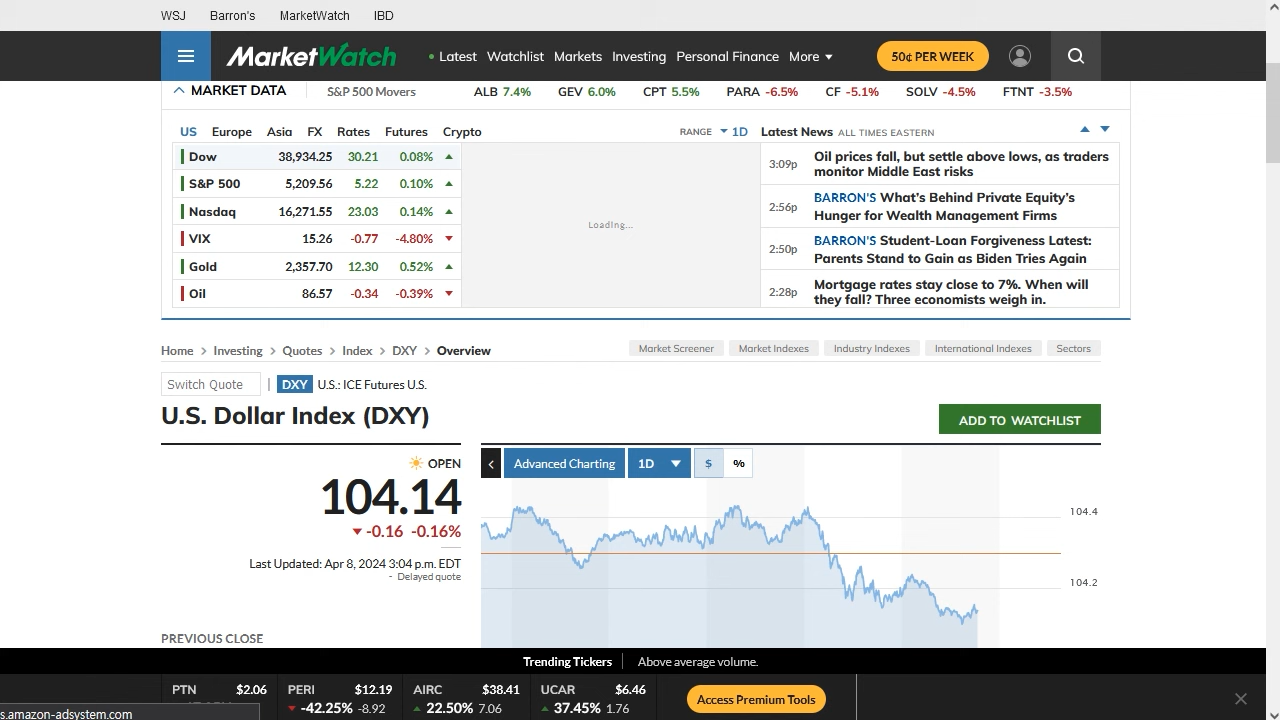 WSJ Barron's MarketWatch IBD
MarketWatch Latest Watchlist Markets Investing Personal Finance More 50¢ PER WEEK
MARKET DATA S&P 500 Movers ALB 7.4% GEV 6.0% CPT 5.5% PARA -6.5% CF -5.1% SOLV -4.5% FTNT -3.5%
US Europe Asia FX Rates Futures Crypto RANGE 1D Latest News ALL TIMES EASTERN
Dow 38,934.25 30.21 0.08%
S&P 500 5,209.56 5.22 0.10%
Nasdaq 16,271.55 23.03 0.14%
VIX 15.26 -0.77 -4.80%
Gold 2,357.70 12.30 0.52%
Oil 86.57 -0.34 -0.39%
Loading...
3:09p Oil prices fall, but settle above lows, as traders
monitor Middle East risks
2:56p BARRON'S What's Behind Private Equity's
Hunger for Wealth Management Firms
2:50p BARRON'S Student-Loan Forgiveness Latest:
Parents Stand to Gain as Biden Tries Again
2:28p Mortgage rates stay close to 7%. When will
they fall? Three economists weigh in.
Home Investing Quotes Index DXY Overview Market Screener Market Indexes Industry Indexes International Indexes Sectors
Switch Quote | DXY U.S.: ICE Futures U.S.
U.S. Dollar Index (DXY) ADD TO WATCHLIST
OPEN
104.14
-0.16 -0.16%
Last Updated: Apr 8, 2024 3:04 p.m. EDT
- Delayed quote
PREVIOUS CLOSE
Advanced Charting 1D $ %
104.4
104.2
Trending Tickers Above average volume.
PTN $2.06 PERI $12.19 AIRC $38.41 UCAR $6.46 Access Premium Tools
-42.25% -8.92 22.50% 7.06 37.45% 1.76
s.amazon-adsystem.com